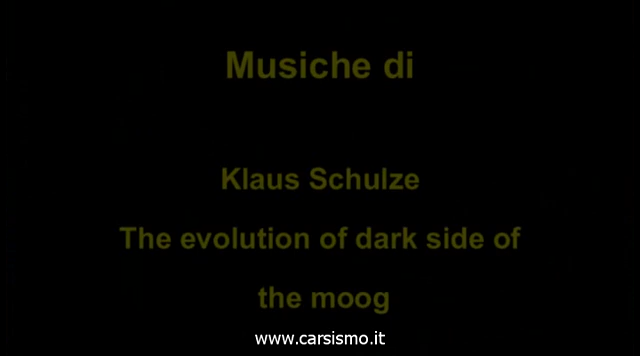 Musiche di
Klaus Schulze
The evolution of dark side of
the moog
www.carsismo.it